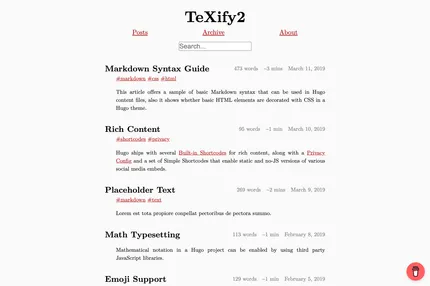 TeXify2
Posts Archive About
Search...
Markdown Syntax Guide 473 words ~3 mins March 11, 2019
#markdown #css #html
This article offers a sample of basic Markdown syntax that can be used in Hugo
content files, also it shows whether basic HTML elements are decorated with CSS in a
Hugo theme.
Rich Content 95 words ~1 min March 10, 2019
#shortcodes #privacy
Hugo ships with several Built-in Shortcodes for rich content, along with a Privacy
Config and a set of Simple Shortcodes that enable static and no-JS versions of various
social media embeds.
Placeholder Text 269 words ~3 mins March 9, 2019
#markdown #text
Lorem est tota propiore conpellat pectoribus de pectora summo.
Math Typesetting 113 words ~1 min February 8, 2019
Mathematical notation in a Hugo project can be enabled by using third party
JavaScript libraries.
Emoji Support 129 words ~1 min February 5, 2019